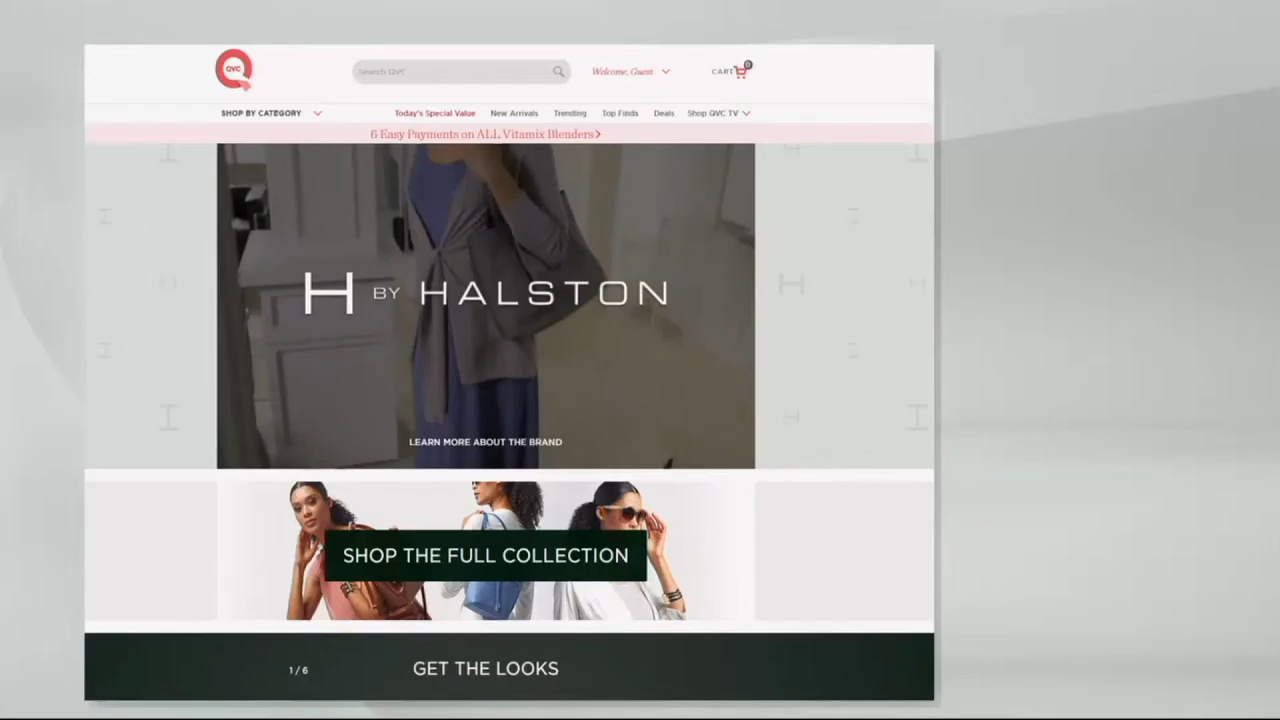 QVC
Search QVC
Welcome, Guest
CART
0
SHOP BY CATEGORY
Today's Special Value
New Arrivals
Trending
Top Finds
Deals
Shop QVC TV
6 Easy Payments on ALL Vitamix Blenders
H BY HALSTON
LEARN MORE ABOUT THE BRAND
SHOP THE FULL COLLECTION
1 / 6
GET THE LOOKS